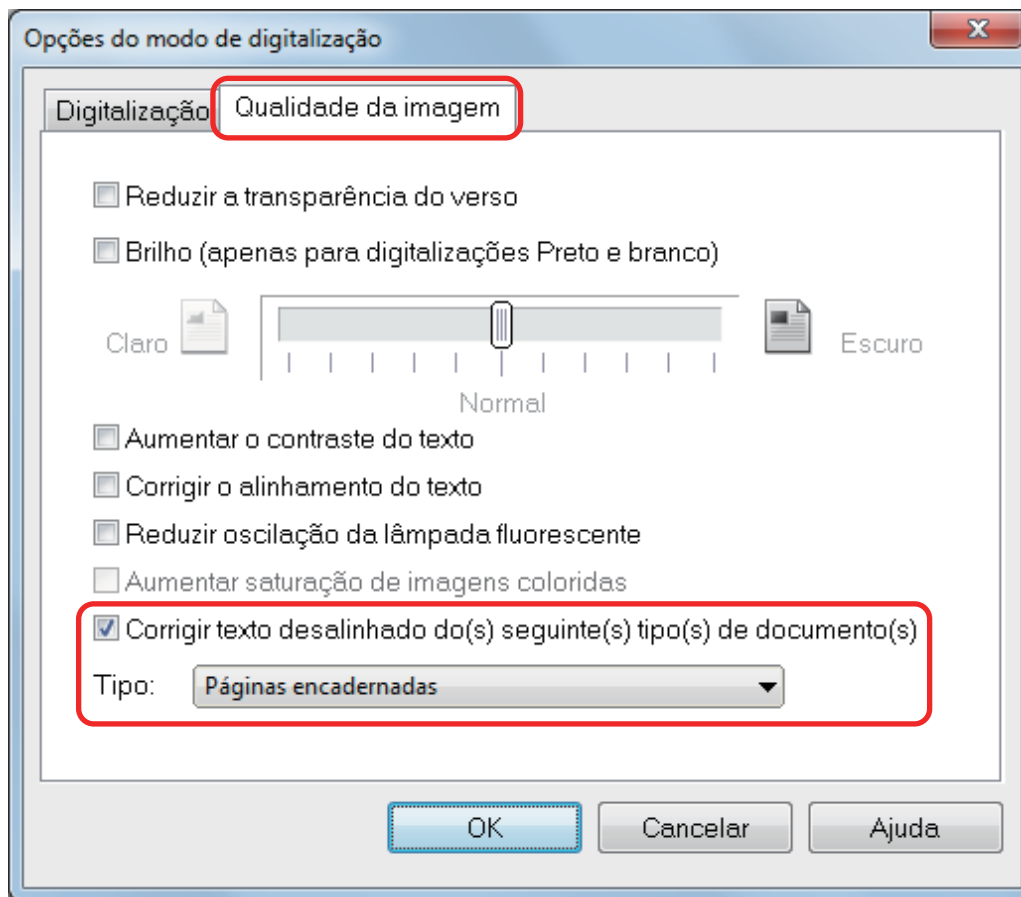 Opções do modo de digitalização
Digitalização Qualidade da imagem
Reduzir a transparência do verso
Brilho (apenas para digitalizações Preto e branco)
Claro Escuro
Normal
Aumentar o contraste do texto
Corrigir o alinhamento do texto
Reduzir oscilação da lâmpada fluorescente
Aumentar saturação de imagens coloridas
Corrigir texto desalinhado do(s) seguinte(s) tipo(s) de documento(s)
Tipo: Páginas encadernadas
OK Cancelar Ajuda